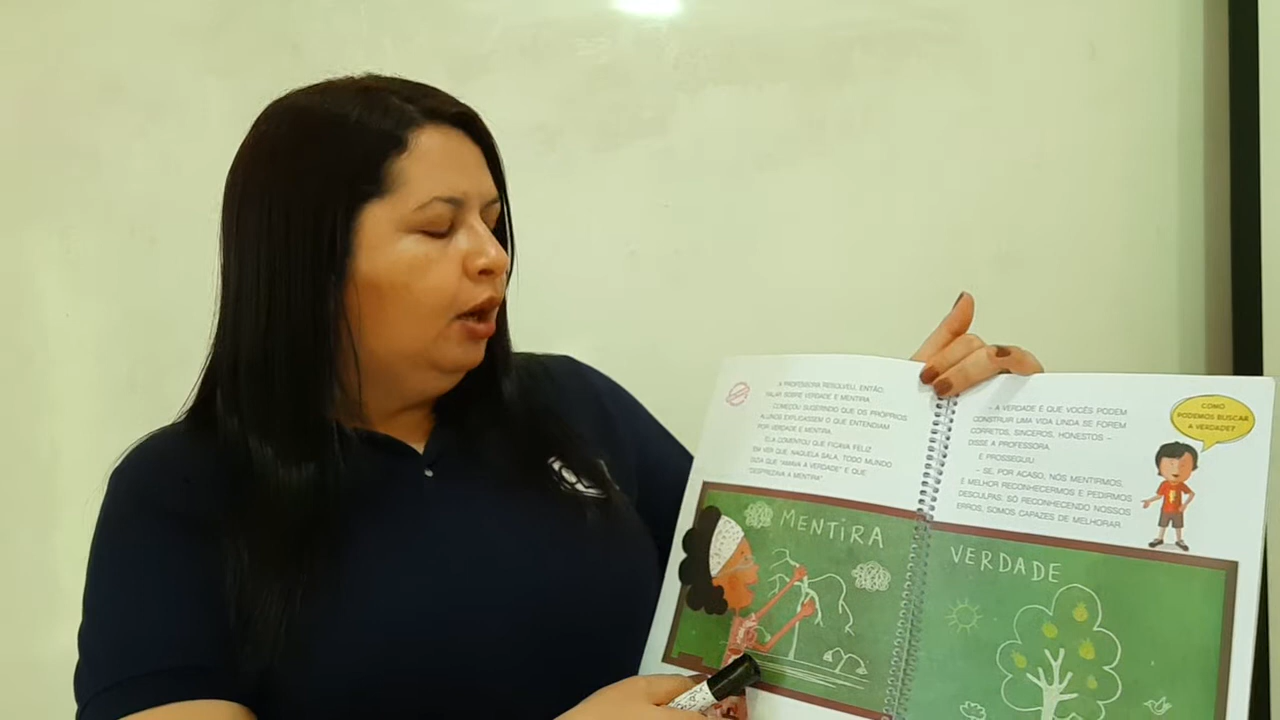 A PROFESSORA RESOLVEU, ENTÃO,
FALAR SOBRE VERDADE E MENTIRA.
COMEÇOU SUGERINDO QUE OS PRÓPRIOS
ALUNOS EXPLICASSEM O QUE ENTENDIAM
POR VERDADE E MENTIRA.
ELA COMENTOU QUE FICAVA FELIZ
EM VER QUE, NAQUELA SALA, TODO MUNDO
DIZIA QUE "AMAVA A VERDADE" E QUE
"DESPREZAVA A MENTIRA".
MENTIRA
– A VERDADE É QUE VOCÊS PODEM
CONSTRUIR UMA VIDA LINDA SE FOREM
CORRETOS, SINCEROS, HONESTOS –
DISSE A PROFESSORA.
E PROSSEGUIU:
– SE, POR ACASO, NÓS MENTIRMOS,
É MELHOR RECONHECERMOS E PEDIRMOS
DESCULPAS. SÓ RECONHECENDO NOSSOS
ERROS, SOMOS CAPAZES DE MELHORAR.
COMO
PODEMOS BUSCAR
A VERDADE?
VERDADE